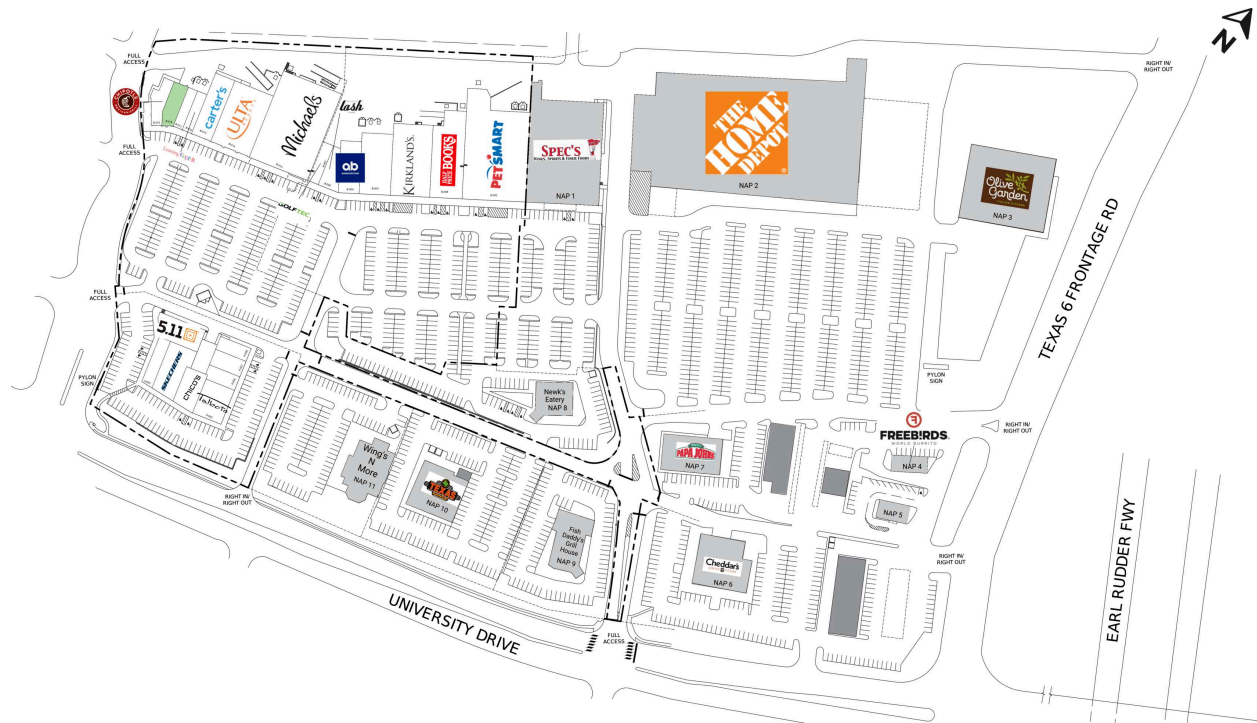 N
FULL
ACCESS
RIGHT IN/
RIGHT OUT
CHIPOTLE
carter's
ULTA
Michaels
lash
ab
KIRKLAND'S
HALF
PRICE
BOOKS
PETSMART
SPEC'S
WINES, SPIRITS & FINER FOODS
NAP 1
THE
HOME
DEPOT
NAP 2
Olive
Garden
NAP 3
FULL
ACCESS
GOLFTEC
TEXAS 6 FRONTAGE RD
FULL
ACCESS
5.11
SKECHERS
CHICO'S
Talbots
PYLON
SIGN
PYLON
SIGN
Newk's
Eatery
NAP 8
FREEB!RDS
WORLD BURRITO
NAP 4
RIGHT IN/
RIGHT OUT
PAPA JOHNS
NAP 7
Wing's
N
More
NAP 11
TEXAS
NAP 10
RIGHT IN/
RIGHT OUT
NAP 5
Fish
Daddy's
Grill
House
NAP 9
Cheddar's
NAP 6
RIGHT IN/
RIGHT OUT
EARL RUDDER FWY
UNIVERSITY DRIVE
FULL
ACCESS